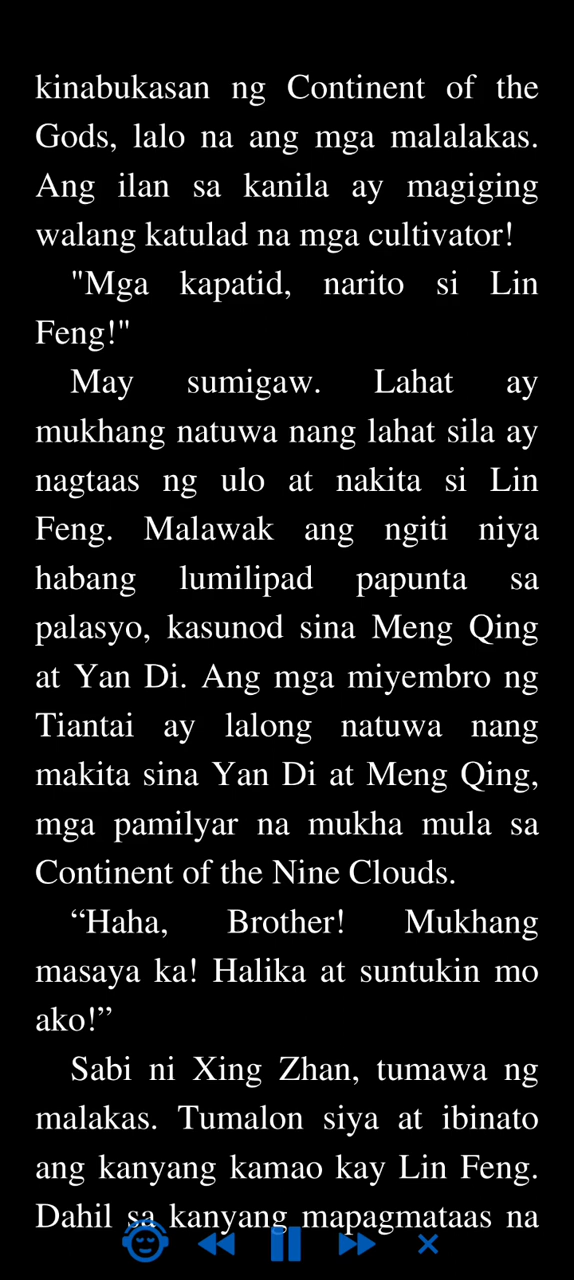 kinabukasan ng Continent of the
Gods, lalo na ang mga malalakas.
Ang ilan sa kanila ay magiging
walang katulad na mga cultivator!
"Mga kapatid, narito si Lin
Feng!"
May sumigaw. Lahat ay
mukhang natuwa nang lahat sila ay
nagtaas ng ulo at nakita si Lin
Feng. Malawak ang ngiti niya
habang lumilipad papunta sa
palasyo, kasunod sina Meng Qing
at Yan Di. Ang mga miyembro ng
Tiantai ay lalong natuwa nang
makita sina Yan Di at Meng Qing,
mga pamilyar na mukha mula sa
Continent of the Nine Clouds.
“Haha, Brother! Mukhang
masaya ka! Halika at suntukin mo
ako!”
Sabi ni Xing Zhan, tumawa ng
malakas. Tumalon siya at ibinato
ang kanyang kamao kay Lin Feng.
Dahil sa kanyang mapagmataas na